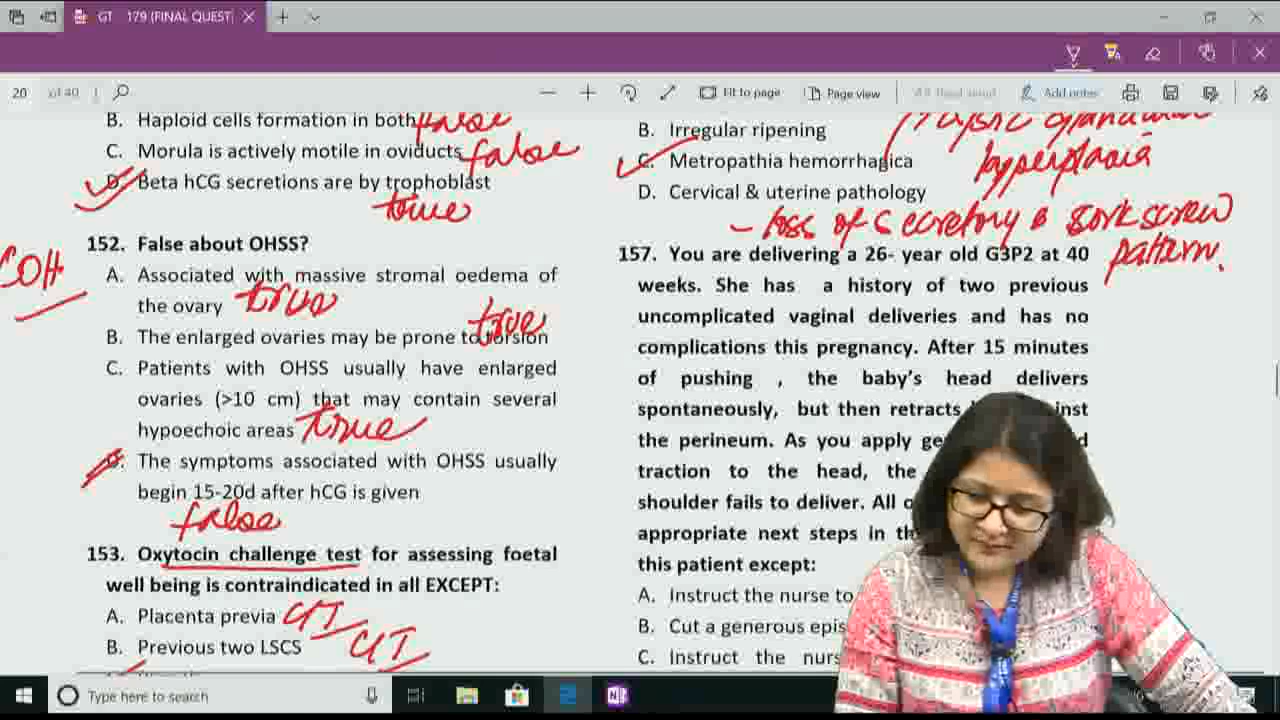 GT 179 (FINAL QUEST
20 of 40
Fit to page
Page view
Add notes
B. Haploid cells formation in both false
C. Morula is actively motile in oviducts false
D. Beta hCG secretions are by trophoblast
true
152. False about OHSS?
COH
A. Associated with massive stromal oedema of
the ovary true
B. The enlarged ovaries may be prone to torsion
true
C. Patients with OHSS usually have enlarged
ovaries (>10 cm) that may contain several
hypoechoic areas true
D. The symptoms associated with OHSS usually
begin 15-20d after hCG is given
false
153. Oxytocin challenge test for assessing foetal
well being is contraindicated in all EXCEPT:
A. Placenta previa CI
B. Previous two LSCS CI
B. Irregular ripening
hyperplasia
C. Metropathia hemorrhagica
D. Cervical & uterine pathology
- loss of secretory &
pattern.
157. You are delivering a 26- year old G3P2 at 40
weeks. She has a history of two previous
uncomplicated vaginal deliveries and has no
complications this pregnancy. After 15 minutes
of pushing , the baby's head delivers
spontaneously, but then retracts
the perineum. As you apply
traction to the head, the
shoulder fails to deliver. All
appropriate next steps in
this patient except:
A. Instruct the nurse to
B. Cut a generous
C. Instruct the
Type here to search